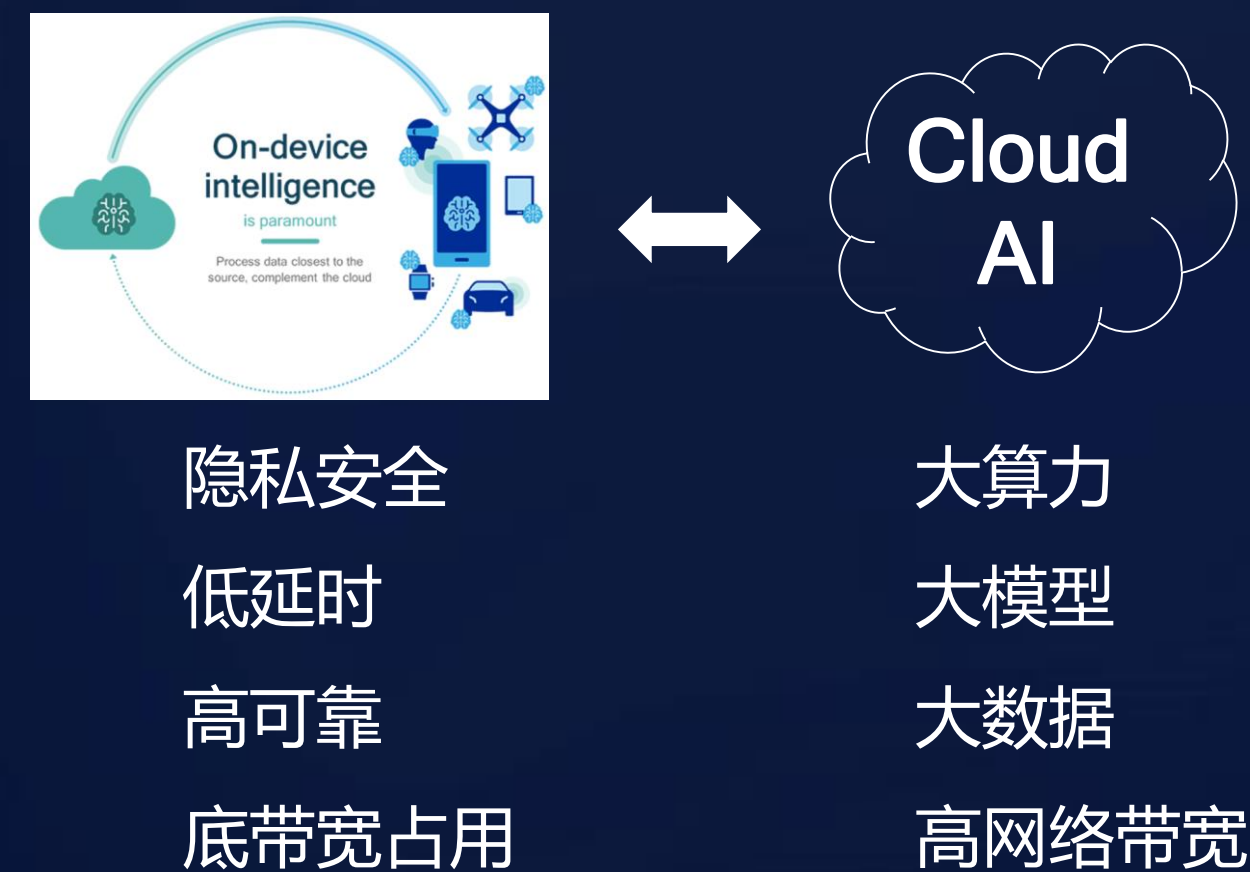 On-device
intelligence
is paramount
Process data closest to the
source, complement the cloud
Cloud
AI
隐私安全
低延时
高可靠
底带宽占用
大算力
大模型
大数据
高网络带宽